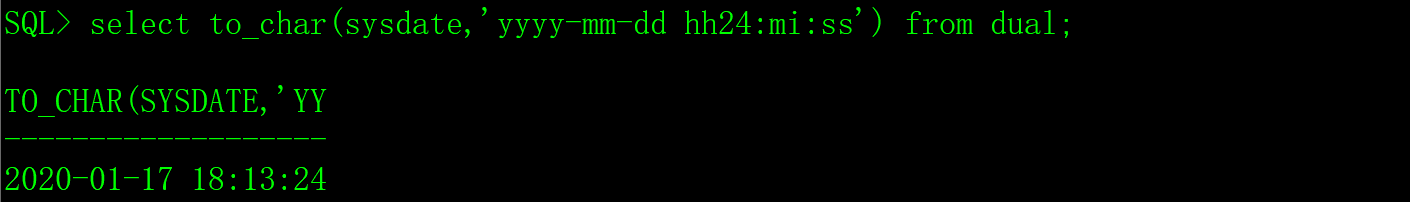 SQL> select to_char(sysdate,'yyyy-mm-dd hh24:mi:ss') from dual;
TO_CHAR(SYSDATE,'YY
-------------------
2020-01-17 18:13:24